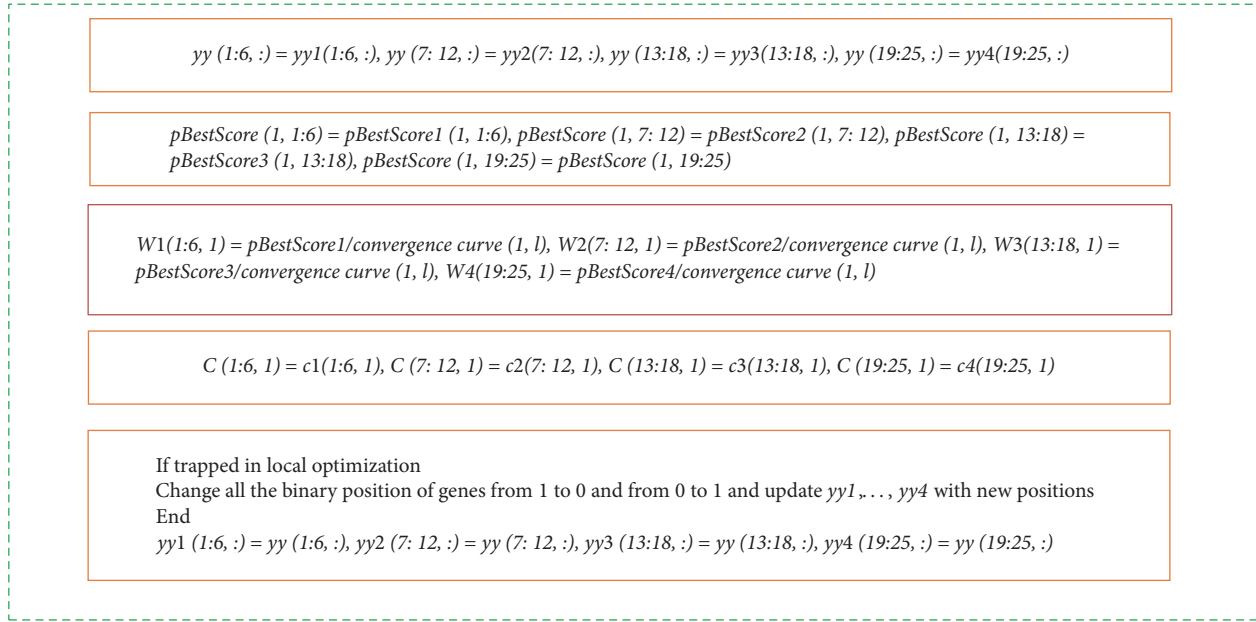 yy (1:6, :) = yy1(1:6, :), yy (7: 12, :) = yy2(7: 12, :), yy (13:18, :) = yy3(13:18, :), yy (19:25, :) = yy4(19:25, :)
pBestScore (1, 1:6) = pBestScore1 (1, 1:6), pBestScore (1, 7: 12) = pBestScore2 (1, 7: 12), pBestScore (1, 13:18) =
pBestScore3 (1, 13:18), pBestScore (1, 19:25) = pBestScore (1, 19:25)
W1(1:6, 1) = pBestScore1/convergence curve (1, l), W2(7: 12, 1) = pBestScore2/convergence curve (1, l), W3(13:18, 1) =
pBestScore3/convergence curve (1, l), W4(19:25, 1) = pBestScore4/convergence curve (1, l)
C (1:6, 1) = c1(1:6, 1), C (7: 12, 1) = c2(7: 12, 1), C (13:18, 1) = c3(13:18, 1), C (19:25, 1) = c4(19:25, 1)
If trapped in local optimization
Change all the binary position of genes from 1 to 0 and from 0 to 1 and update yy1,..., yy4 with new positions
End
yy1 (1:6, :) = yy (1:6, :), yy2 (7: 12, :) = yy (7: 12, :), yy3 (13:18, :) = yy (13:18, :), yy4 (19:25, :) = yy (19:25, :)